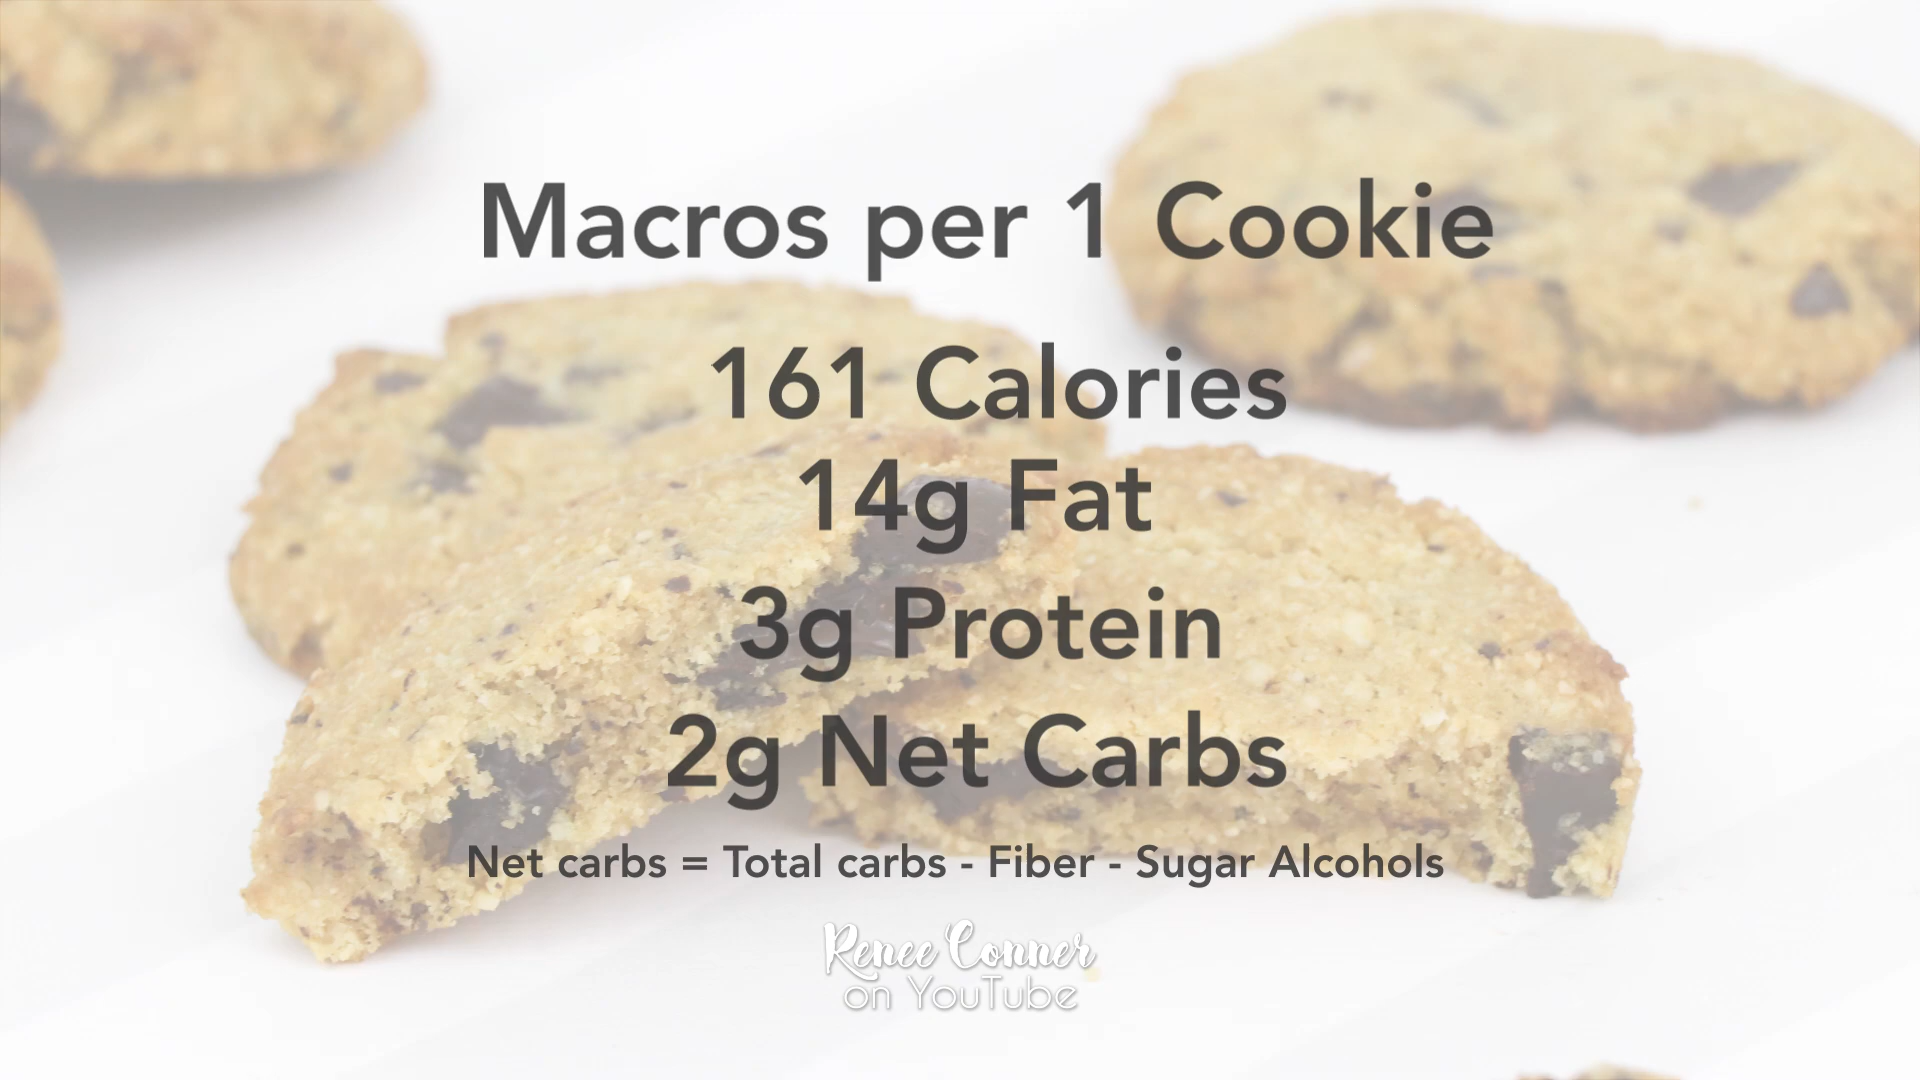 Macros per 1 Cookie
161 Calories
14g Fat
3g Protein
2g Net Carbs
Net carbs = Total carbs - Fiber - Sugar Alcohols
Renee Conner
on YouTube